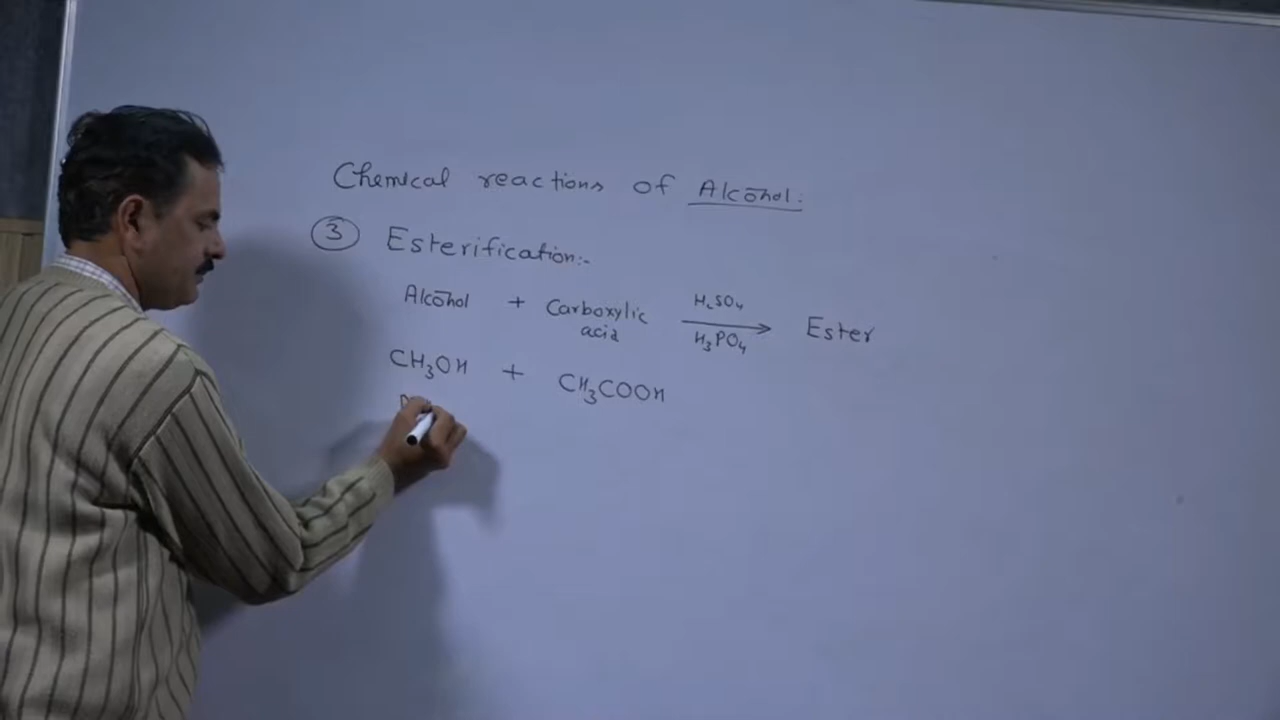 Chemical reactions of Alcohol.
3 Esterification:-
Alcohol + Carboxylic acid H2SO4 H3PO4 → Ester
CH3OH + CH3COOH